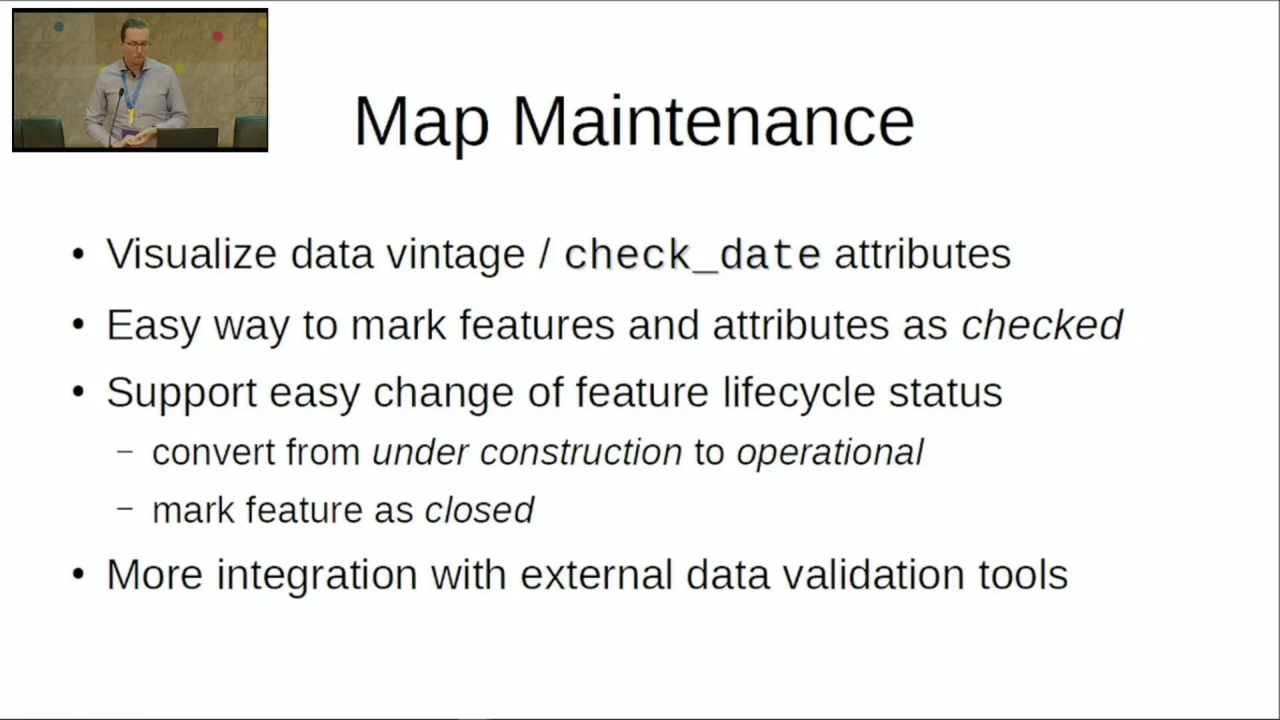 Map Maintenance
• Visualize data vintage / check_date attributes
• Easy way to mark features and attributes as checked
• Support easy change of feature lifecycle status
– convert from under construction to operational
– mark feature as closed
• More integration with external data validation tools